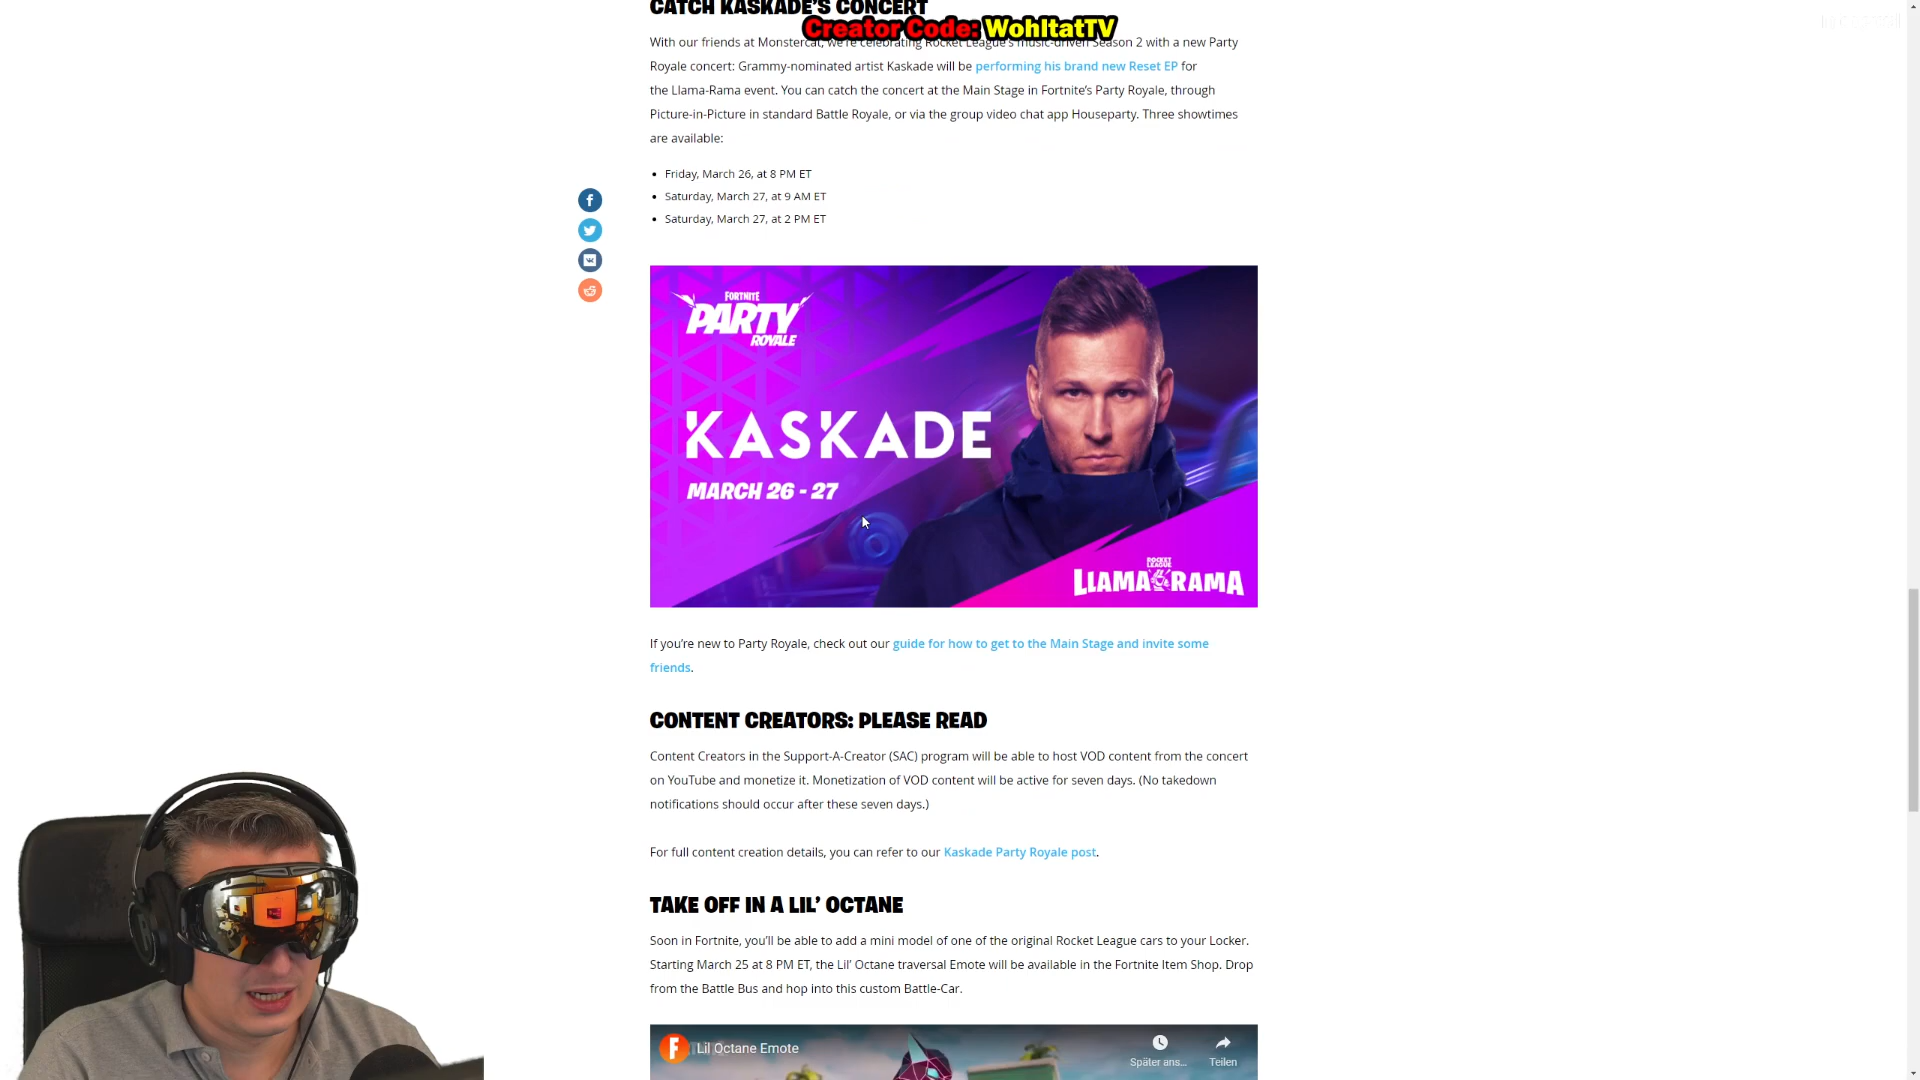 CATCH KASKADE'S CONCERT
Creator Code: WohltatTV
With our friends at Monstercat, we're celebrating Rocket League's music-driven Season 2 with a new Party
Royale concert: Grammy-nominated artist Kaskade will be performing his brand new Reset EP for
the Llama-Rama event. You can catch the concert at the Main Stage in Fortnite's Party Royale, through
Picture-in-Picture in standard Battle Royale, or via the group video chat app Houseparty. Three showtimes
are available:
• Friday, March 26, at 8 PM ET
• Saturday, March 27, at 9 AM ET
• Saturday, March 27, at 2 PM ET
FORTNITE
PARTY
ROYALE
KASKADE
MARCH 26 - 27
ROCKET
LEAGUE
LLAMA RAMA
If you're new to Party Royale, check out our guide for how to get to the Main Stage and invite some
friends.
CONTENT CREATORS: PLEASE READ
Content Creators in the Support-A-Creator (SAC) program will be able to host VOD content from the concert
on YouTube and monetize it. Monetization of VOD content will be active for seven days. (No takedown
notifications should occur after these seven days.)
For full content creation details, you can refer to our Kaskade Party Royale post.
TAKE OFF IN A LIL' OCTANE
Soon in Fortnite, you'll be able to add a mini model of one of the original Rocket League cars to your Locker.
Starting March 25 at 8 PM ET, the Lil' Octane traversal Emote will be available in the Fortnite Item Shop. Drop
from the Battle Bus and hop into this custom Battle-Car.
Lil Octane Emote
Später ans...
Teilen